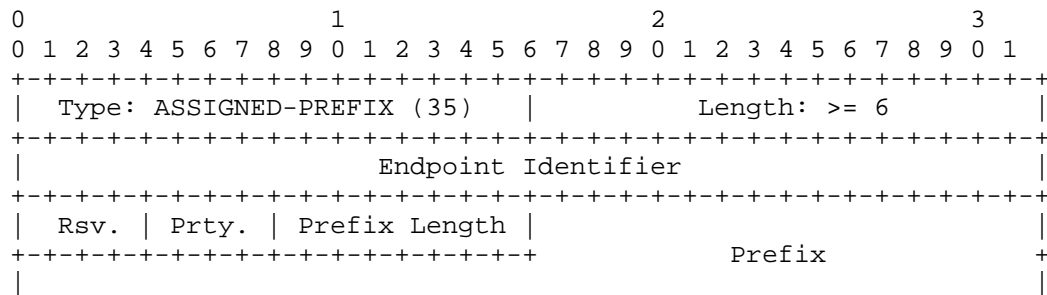 0                   1                   2                   3
0 1 2 3 4 5 6 7 8 9 0 1 2 3 4 5 6 7 8 9 0 1 2 3 4 5 6 7 8 9 0 1
+-+-+-+-+-+-+-+-+-+-+-+-+-+-+-+-+-+-+-+-+-+-+-+-+-+-+-+-+-+-+-+-+
|  Type: ASSIGNED-PREFIX (35)   |          Length: >= 6         |
+-+-+-+-+-+-+-+-+-+-+-+-+-+-+-+-+-+-+-+-+-+-+-+-+-+-+-+-+-+-+-+-+
|                      Endpoint Identifier                      |
+-+-+-+-+-+-+-+-+-+-+-+-+-+-+-+-+-+-+-+-+-+-+-+-+-+-+-+-+-+-+-+-+
|  Rsv. | Prty. | Prefix Length |                               |
+-+-+-+-+-+-+-+-+-+-+-+-+-+-+-+-+            Prefix             +
|                                                               |